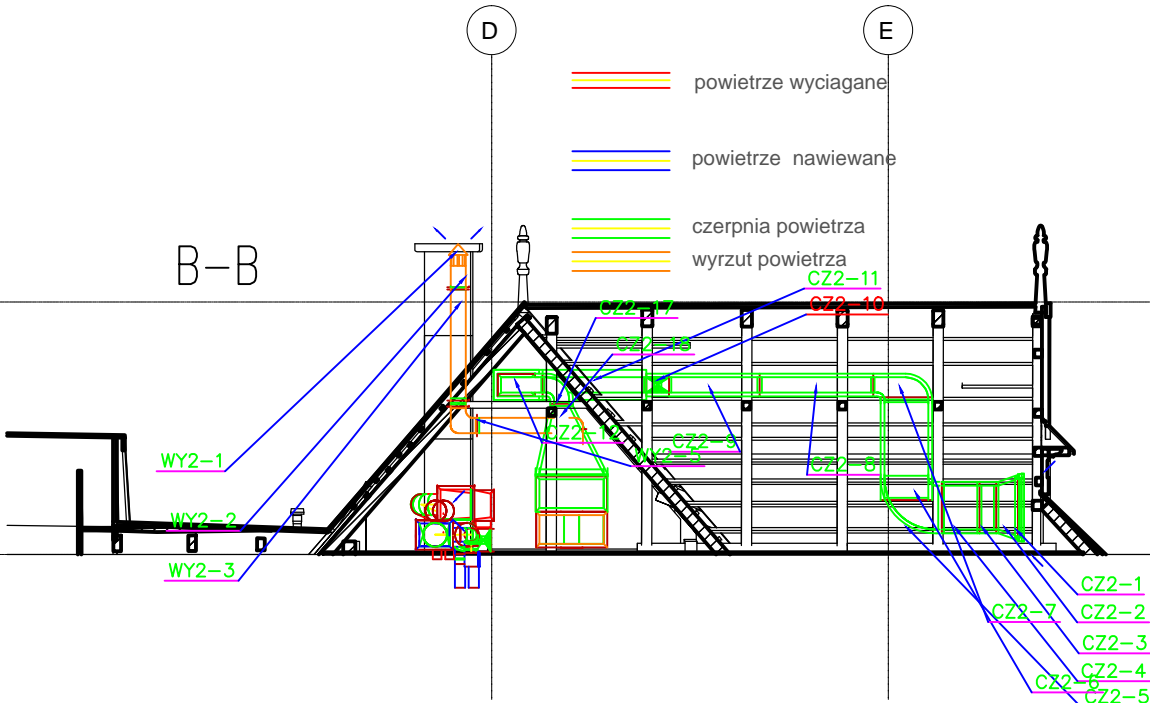 D
E
powietrze wyciagane
powietrze nawiewane
czerpnia powietrza
wyrzut powietrza
B-B
CZ2-11
CZ2-10
CZ2-17
CZ2-12
CZ2-9
CZ2-8
WY2-1
WY2-5
WY2-2
WY2-3
CZ2-1
CZ2-2
CZ2-7
CZ2-3
CZ2-4
CZ2-6
CZ2-5